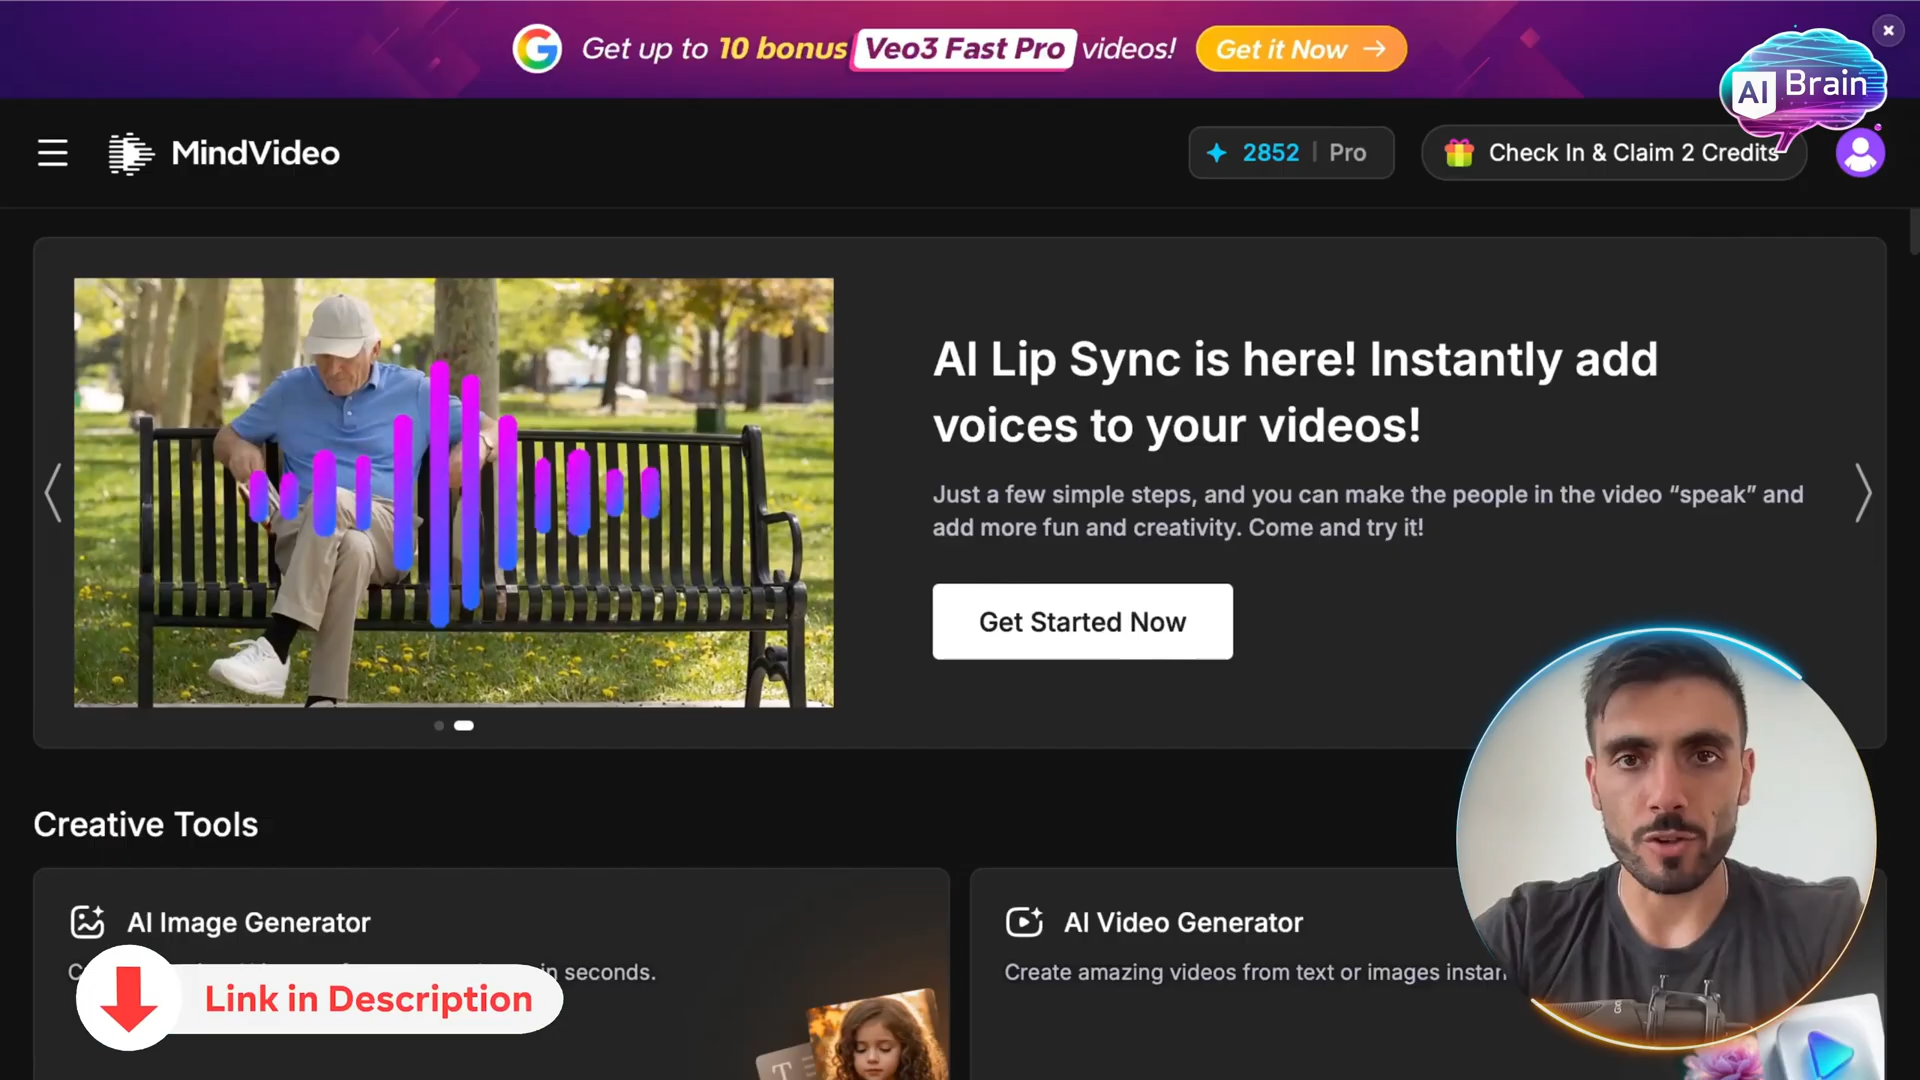 Get up to 10 bonus Veo3 Fast Pro videos! Get it Now →
AI Brain
MindVideo
2852 | Pro
Check In & Claim 2 Credits
AI Lip Sync is here! Instantly add
voices to your videos!
Just a few simple steps, and you can make the people in the video “speak” and
add more fun and creativity. Come and try it!
Get Started Now
Creative Tools
AI Image Generator
in seconds.
AI Video Generator
Create amazing videos from text or images
Link in Description